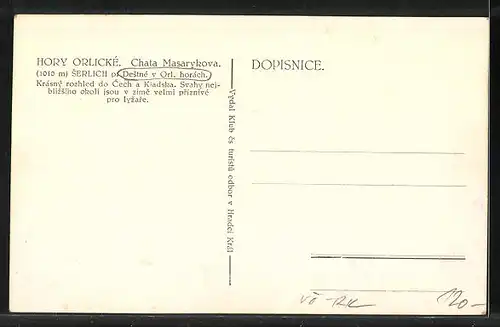 HORY ORLICKÉ. Chata Masarykova.
(1010 m) ŠERLICH p. Deštné v Orl. horách.
Krásný rozhled do Čech a Kladska. Svahy nej-
bližšího okolí jsou v zimě velmi příznivé
pro lyžaře.
Vydal Klub čs turistů odbor v Hradci Král
DOPISNICE.
120-